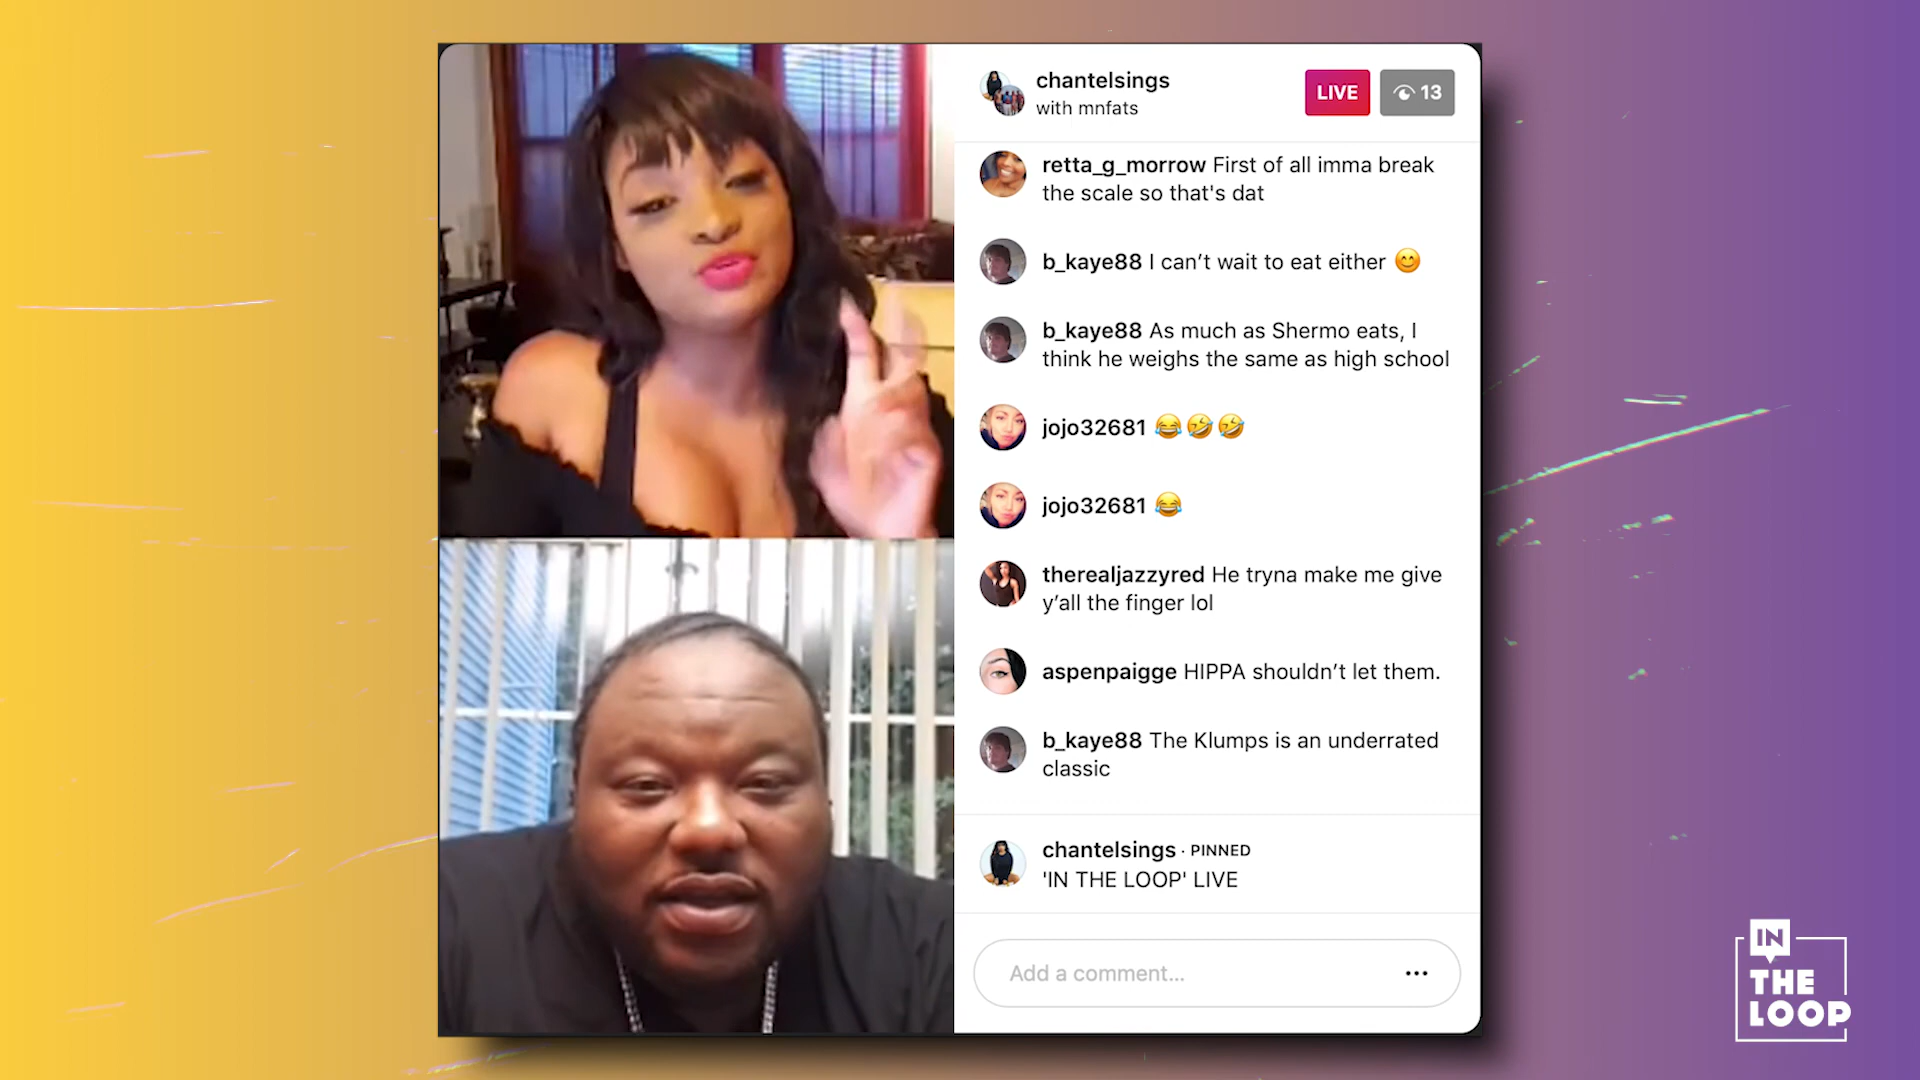 chantelsings
with mnfats
LIVE
13
retta_g_morrow First of all imma break
the scale so that's dat
b_kaye88 I can’t wait to eat either 😊
b_kaye88 As much as Shermo eats, I
think he weighs the same as high school
jojo32681 😂🤣🤣
jojo32681 😂
therealjazzyred He tryna make me give
y’all the finger lol
aspenpaigge HIPPA shouldn’t let them.
b_kaye88 The Klumps is an underrated
classic
chantelsings · PINNED
'IN THE LOOP' LIVE
Add a comment...
IN
THE
LOOP